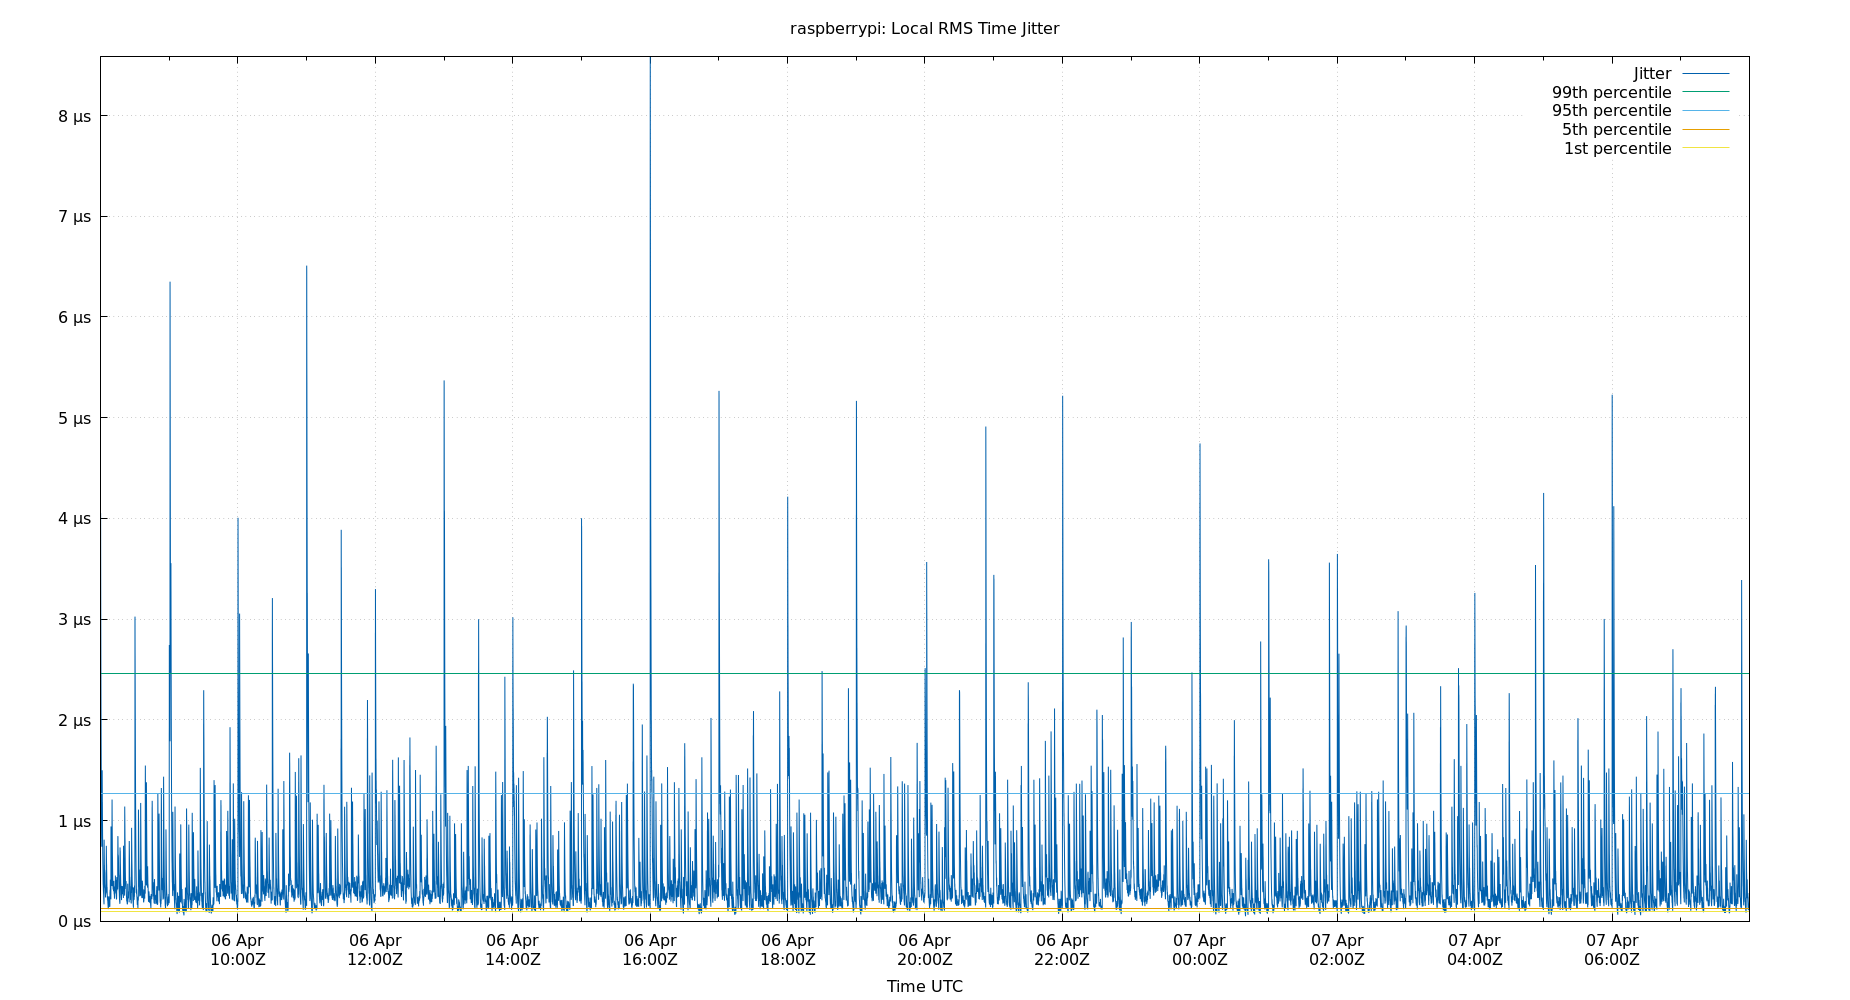 raspberrypi: Local RMS Time Jitter
Jitter
99th percentile
95th percentile
5th percentile
1st percentile
8 µs
7 µs
6 µs
5 µs
4 µs
3 µs
2 µs
1 µs
0 µs
06 Apr 06 Apr 06 Apr 06 Apr 06 Apr 06 Apr 06 Apr 07 Apr 07 Apr 07 Apr 07 Apr
10:00Z 12:00Z 14:00Z 16:00Z 18:00Z 20:00Z 22:00Z 00:00Z 02:00Z 04:00Z 06:00Z
Time UTC